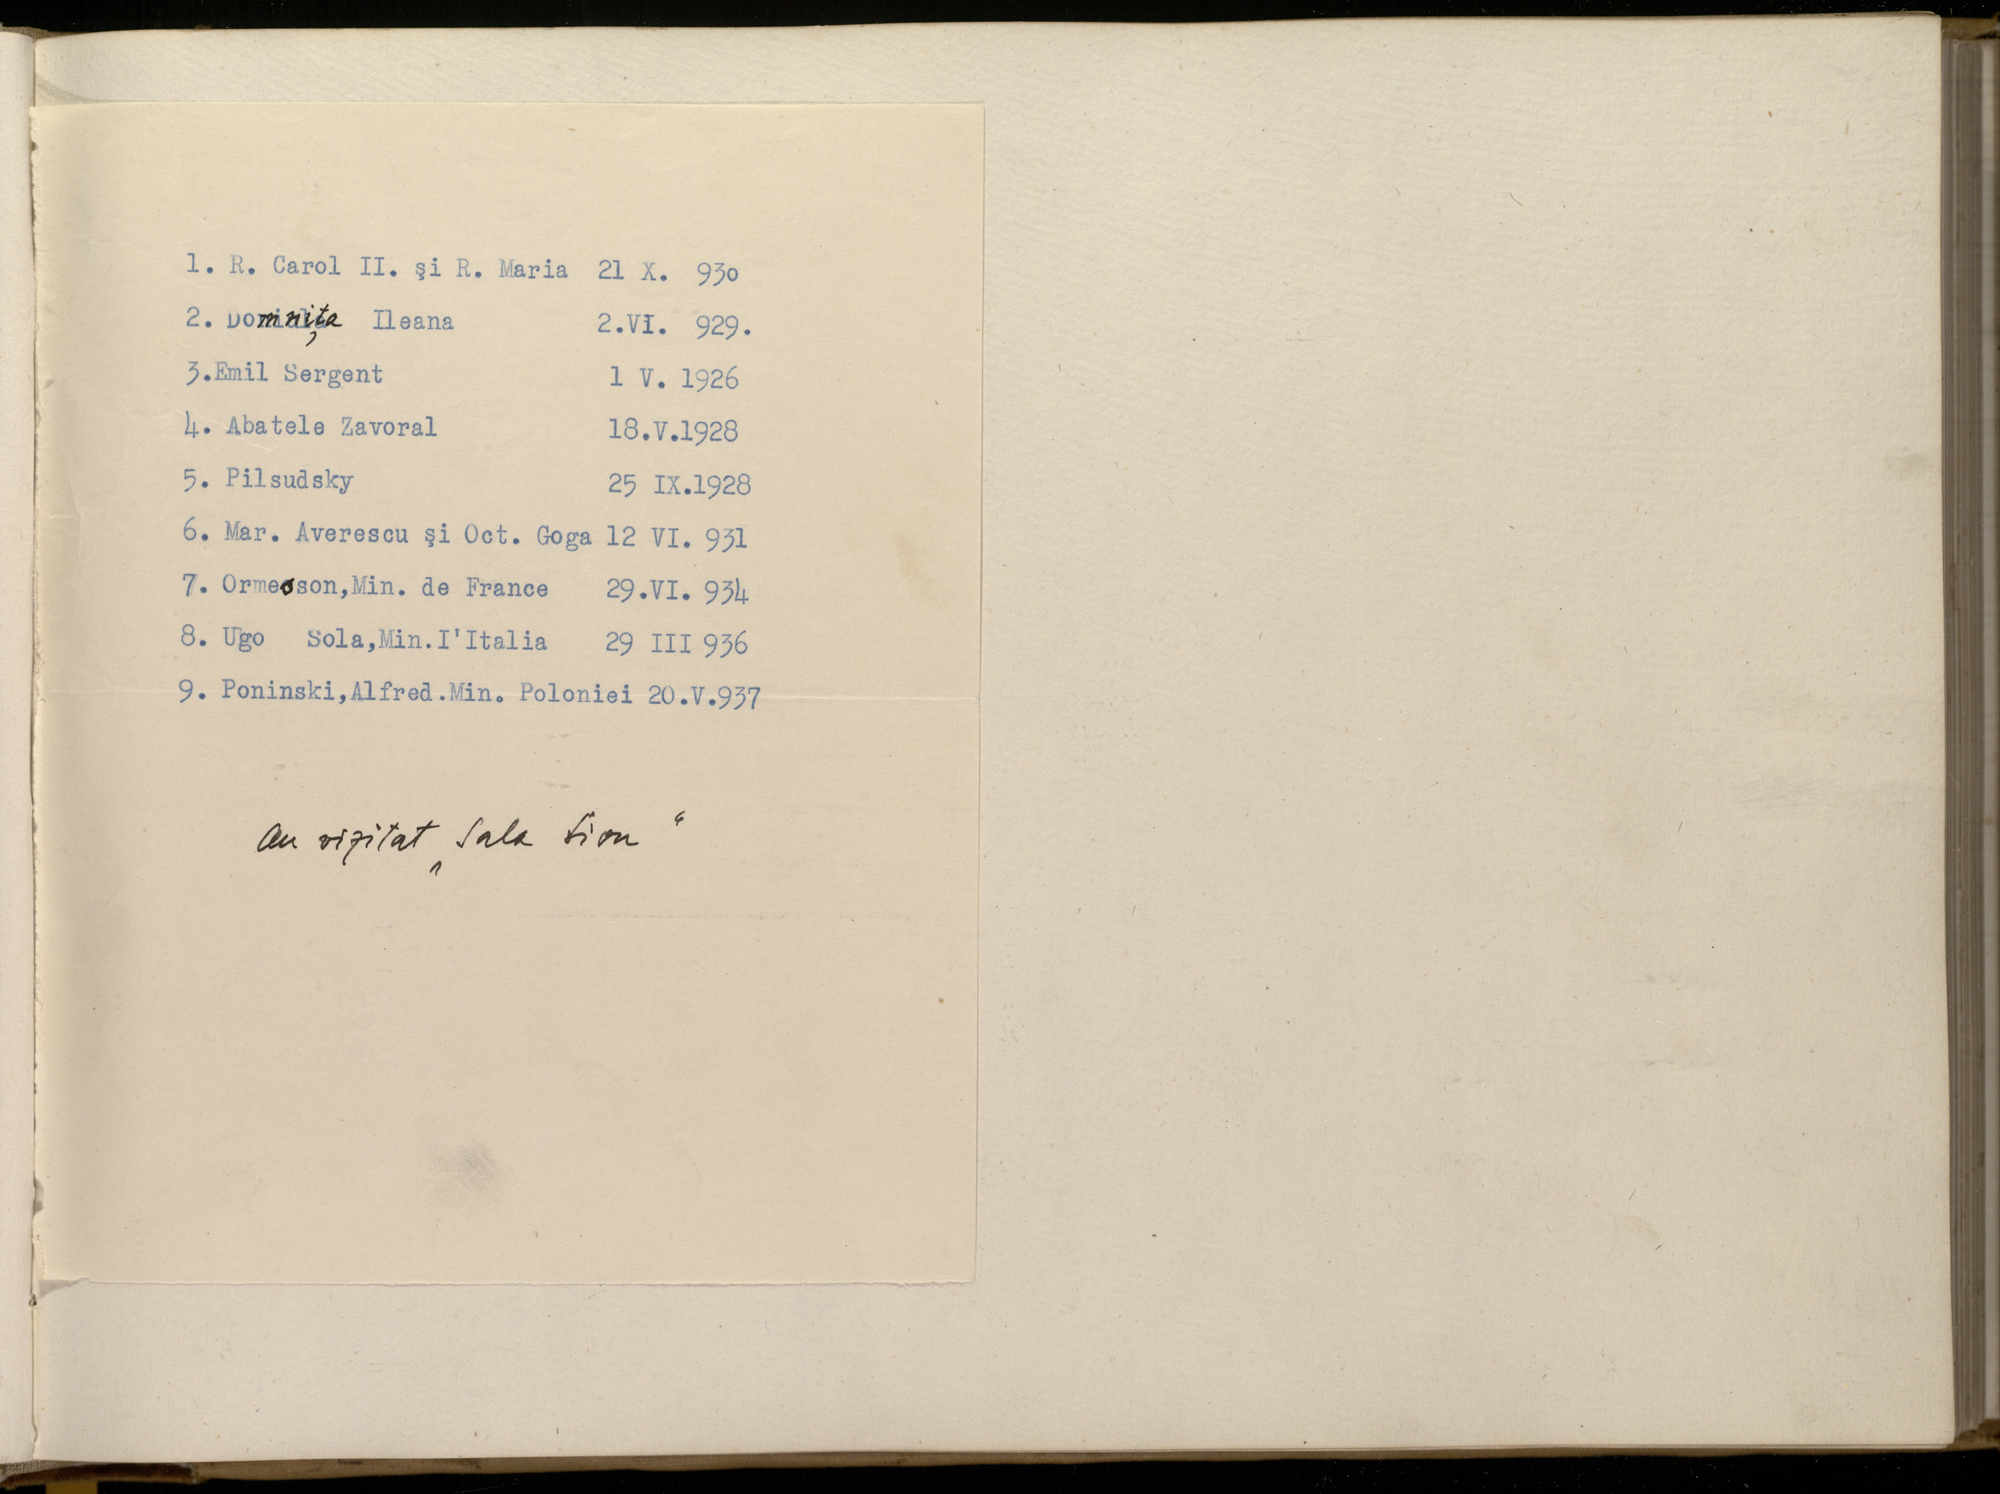 1. R. Carol II. şi R. Maria 21 X. 930
2. Domnița Ileana 2.VI. 929.
3.Emil Sergent 1 V. 1926
4. Abatele Zavoral 18.V.1928
5. Pilsudsky 25 IX.1928
6. Mar. Averescu şi Oct. Goga 12 VI. 931
7. Ormesson,Min. de France 29.VI. 934
8. Ugo Sola,Min.I'Italia 29 III 936
9. Poninski,Alfred.Min. Poloniei 20.V.937
Au vizitat „Sala Sion“